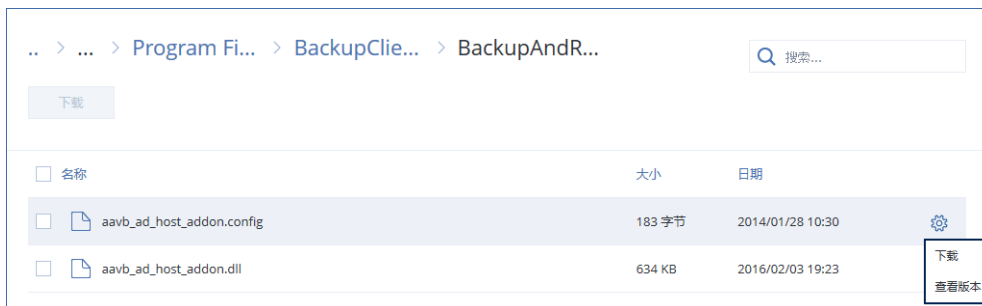 .. > ... > Program Fi... > BackupClie... > BackupAndR...
搜索...
下载
名称 大小 日期
aavb_ad_host_addon.config 183 字节 2014/01/28 10:30
下载
aavb_ad_host_addon.dll 634 KB 2016/02/03 19:23
查看版本